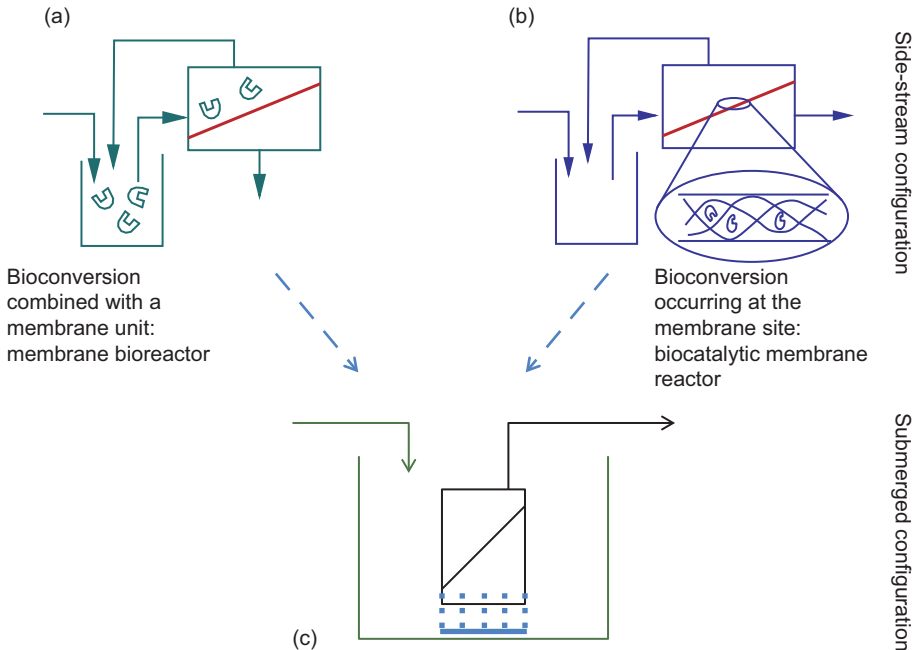 (a)
(b)
Side-stream configuration
Bioconversion
combined with a
membrane unit:
membrane bioreactor
Bioconversion
occurring at the
membrane site:
biocatalytic membrane
reactor
Submerged configuration
(c)